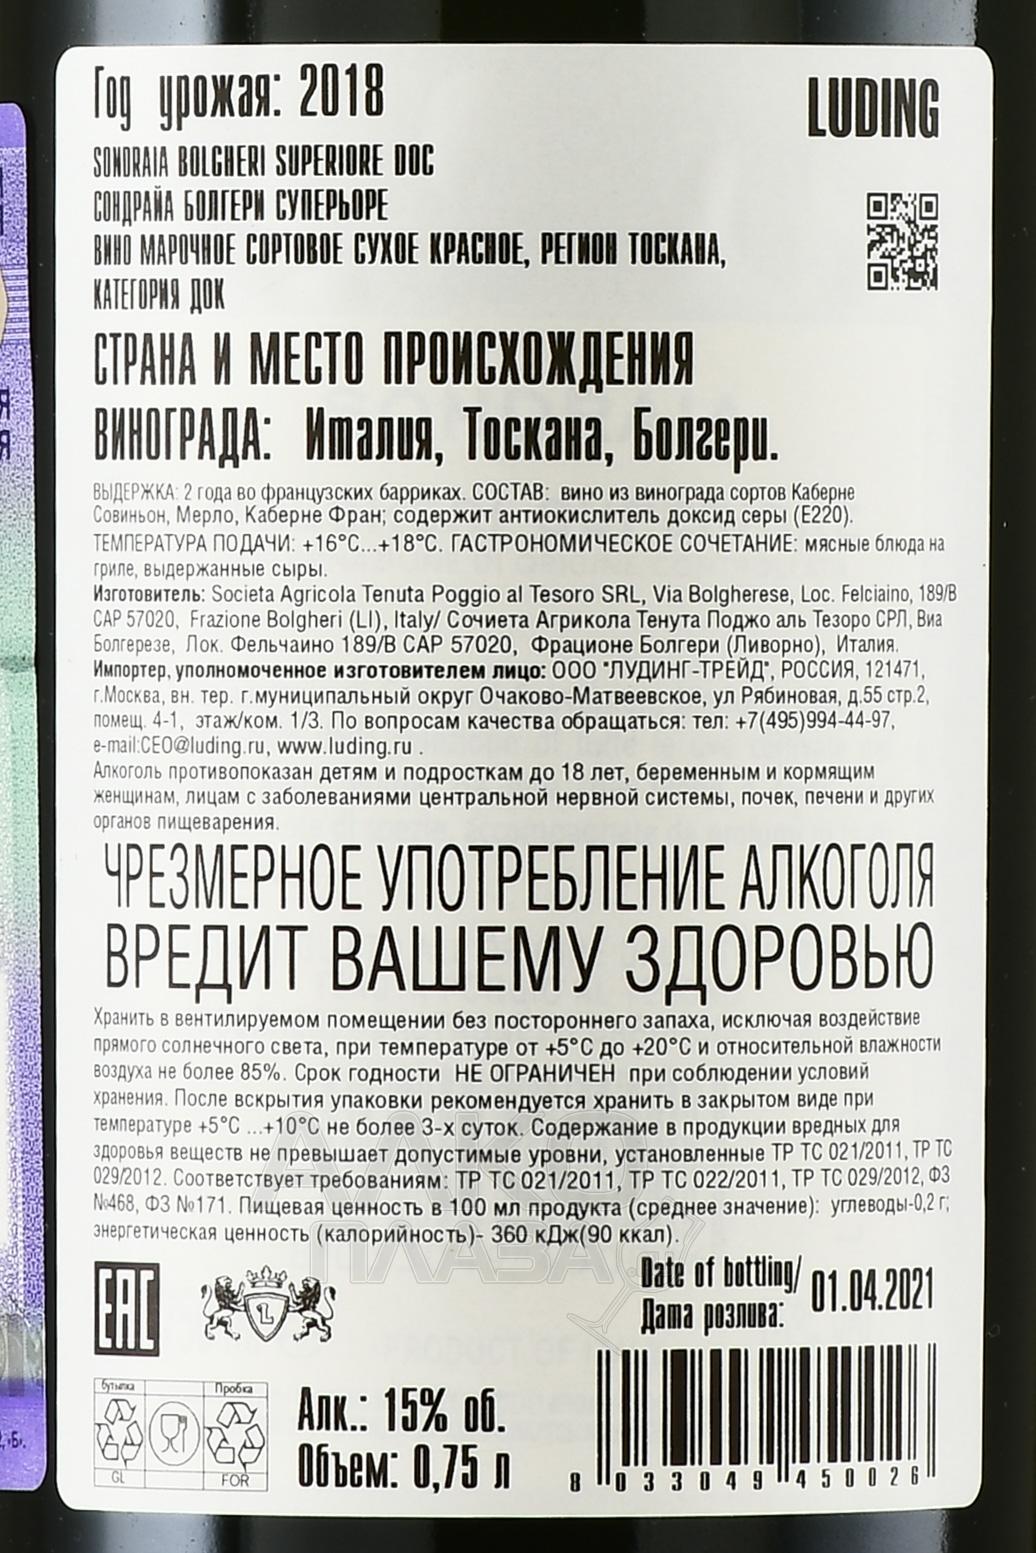 Год урожая: 2018
LUDING
SONDRAIA BOLGHERI SUPERIORE DOC
СОНДРАЙА БОЛГЕРИ СУПЕРЬОРЕ
ВИНО МАРОЧНОЕ СОРТОВОЕ СУХОЕ КРАСНОЕ, РЕГИОН ТОСКАНА,
КАТЕГОРИЯ ДОК
СТРАНА И МЕСТО ПРОИСХОЖДЕНИЯ
ВИНОГРАДА: Италия, Тоскана, Болгери.
ВЫДЕРЖКА: 2 года во французских барриках. СОСТАВ: вино из винограда сортов Каберне
Совиньон, Мерло, Каберне Фран; содержит антиокислитель доксид серы (Е220).
ТЕМПЕРАТУРА ПОДАЧИ: +16°С...+18°С. ГАСТРОНОМИЧЕСКОЕ СОЧЕТАНИЕ: мясные блюда на
гриле, выдержанные сыры.
Изготовитель: Societa Agricola Tenuta Poggio al Tesoro SRL, Via Bolgherese, Loc. Felciaino, 189/B
CAP 57020, Frazione Bolgheri (LI), Italy/ Сочиета Агрикола Тенута Поджо аль Тезоро СРЛ, Виа
Болгерезе, Лок. Фельчаино 189/B CAP 57020, Фрационе Болгери (Ливорно), Италия.
Импортер, уполномоченное изготовителем лицо: ООО "ЛУДИНГ-ТРЕЙД", РОССИЯ, 121471,
г.Москва, вн. тер. г.муниципальный округ Очаково-Матвеевское, ул Рябиновая, д.55 стр.2,
помещ. 4-1, этаж/ком. 1/3. По вопросам качества обращаться: тел: +7(495)994-44-97,
e-mail:CEO@luding.ru, www.luding.ru .
Алкоголь противопоказан детям и подросткам до 18 лет, беременным и кормящим
женщинам, лицам с заболеваниями центральной нервной системы, почек, печени и других
органов пищеварения.
ЧРЕЗМЕРНОЕ УПОТРЕБЛЕНИЕ АЛКОГОЛЯ
ВРЕДИТ ВАШЕМУ ЗДОРОВЬЮ
Хранить в вентилируемом помещении без постороннего запаха, исключая воздействие
прямого солнечного света, при температуре от +5°С до +20°С и относительной влажности
воздуха не более 85%. Срок годности НЕ ОГРАНИЧЕН при соблюдении условий
хранения. После вскрытия упаковки рекомендуется хранить в закрытом виде при
температуре +5°С ...+10°С не более 3-х суток. Содержание в продукции вредных для
здоровья веществ не превышает допустимые уровни, установленные ТР ТС 021/2011, ТР ТС
029/2012. Соответствует требованиям: ТР ТС 021/2011, ТР ТС 022/2011, ТР ТС 029/2012, ФЗ
№468, ФЗ №171. Пищевая ценность в 100 мл продукта (среднее значение): углеводы-0,2 г;
энергетическая ценность (калорийность)- 360 кДж(90 ккал).
АЛКО
ПЛАЗА
EAC
L
Date of bottling/
Дата розлива:
01.04.2021
бутылка
Пробка
GL
FOR
Алк.: 15% об.
Объем: 0,75 л
8 033049 450026